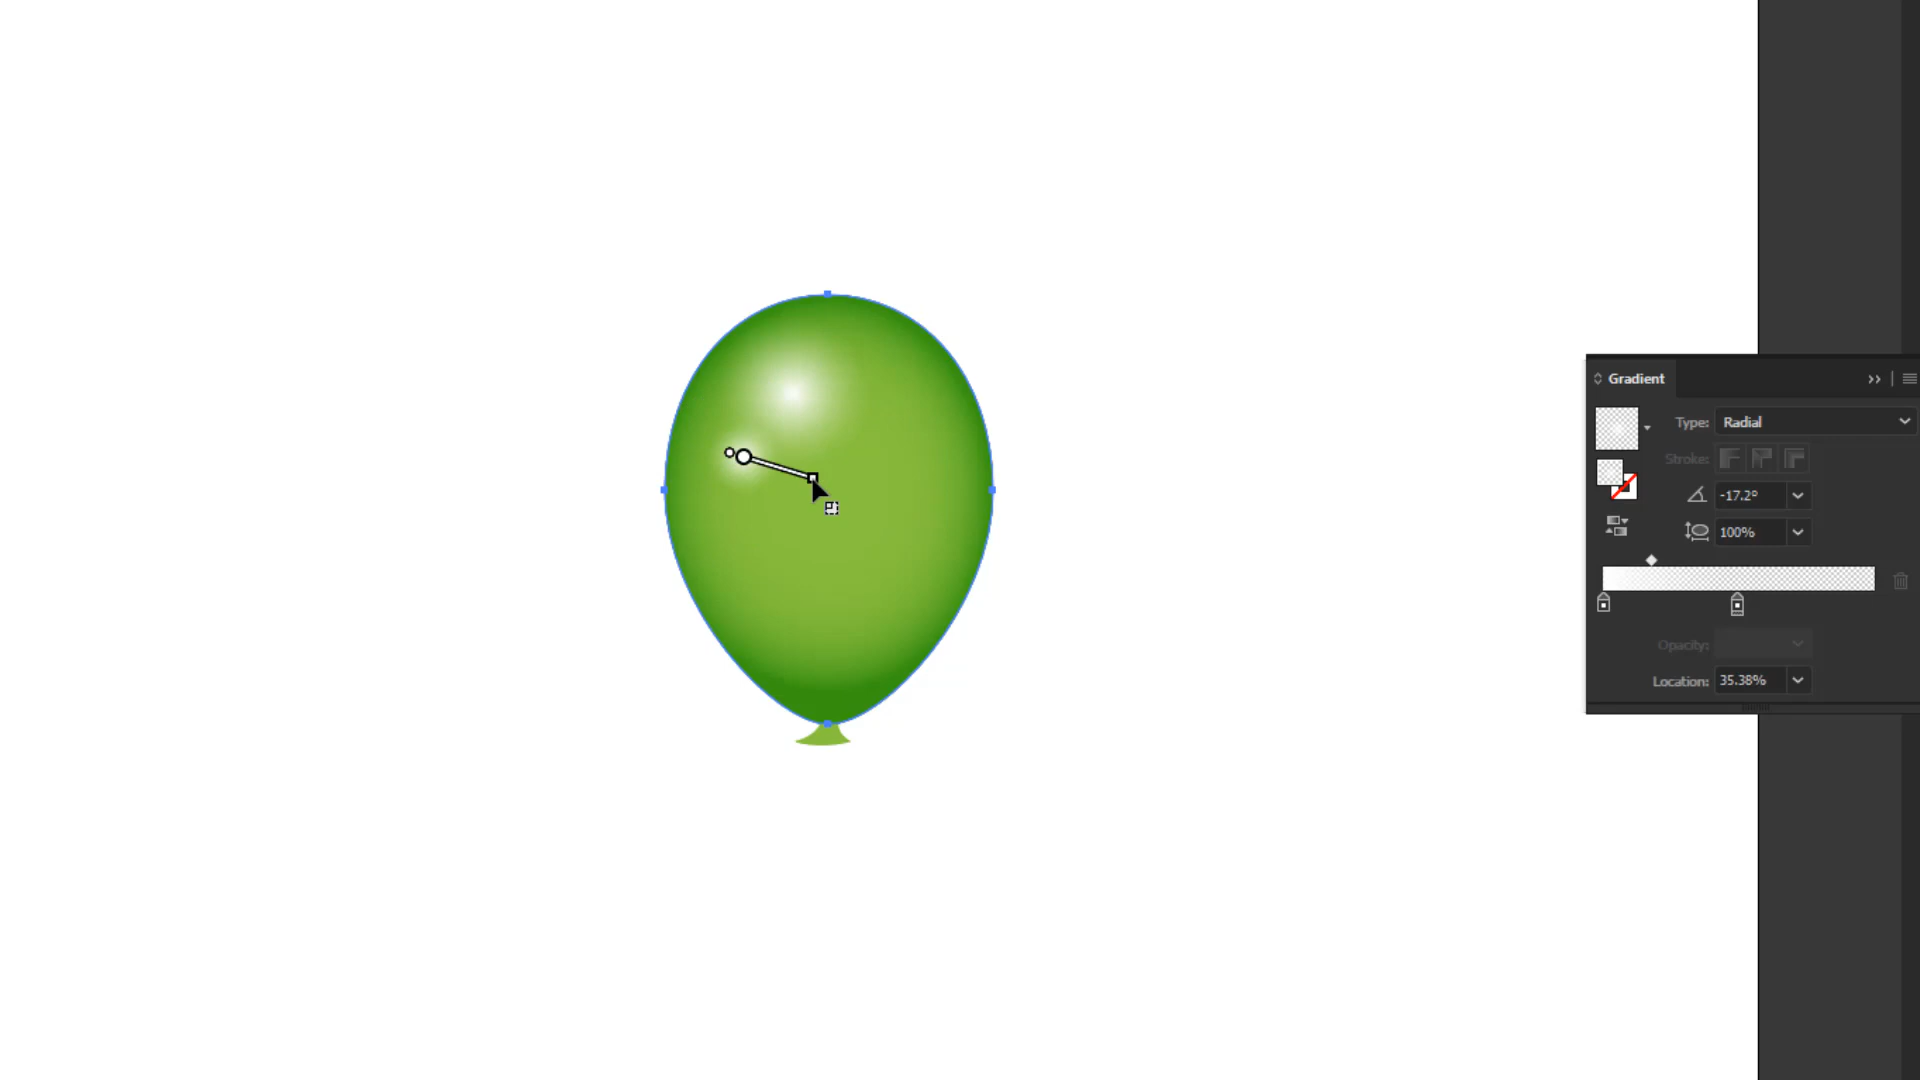 Gradient
Type: Radial
Stroke:
-17.2°
100%
Opacity:
Location: 35.38%